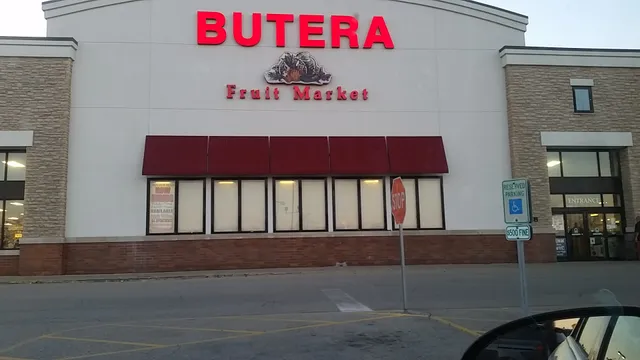 BUTERA
Fruit Market
STOP
RESERVED
PARKING
$500 FINE
ENTRANCE